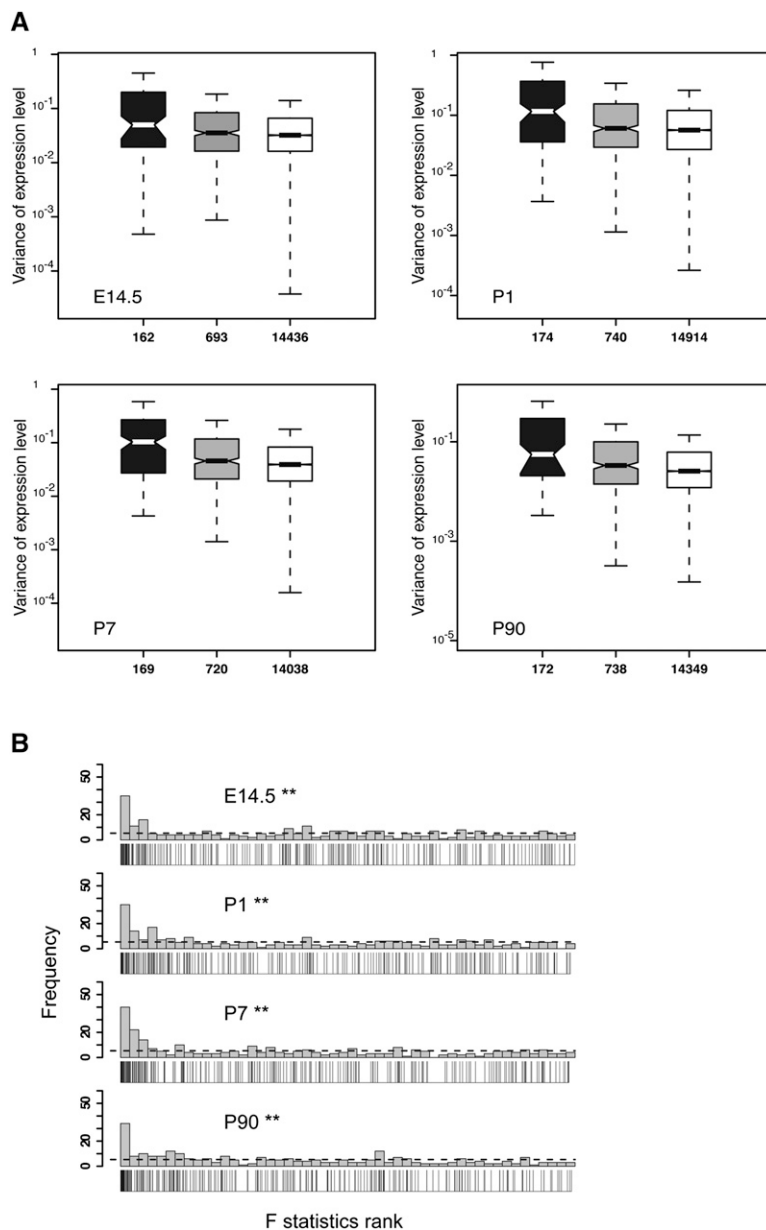 A
Variance of expression level
1
10-1
10-2
10-3
10-4
E14.5
162 693 14436
Variance of expression level
1
10-1
10-2
10-3
10-4
P1
174 740 14914
Variance of expression level
1
10-1
10-2
10-3
10-4
P7
169 720 14038
Variance of expression level
10-1
10-3
10-5
P90
172 738 14349
B
Frequency
50
20
0
E14.5 **
50
20
0
P1 **
50
20
0
P7 **
50
20
0
P90 **
F statistics rank